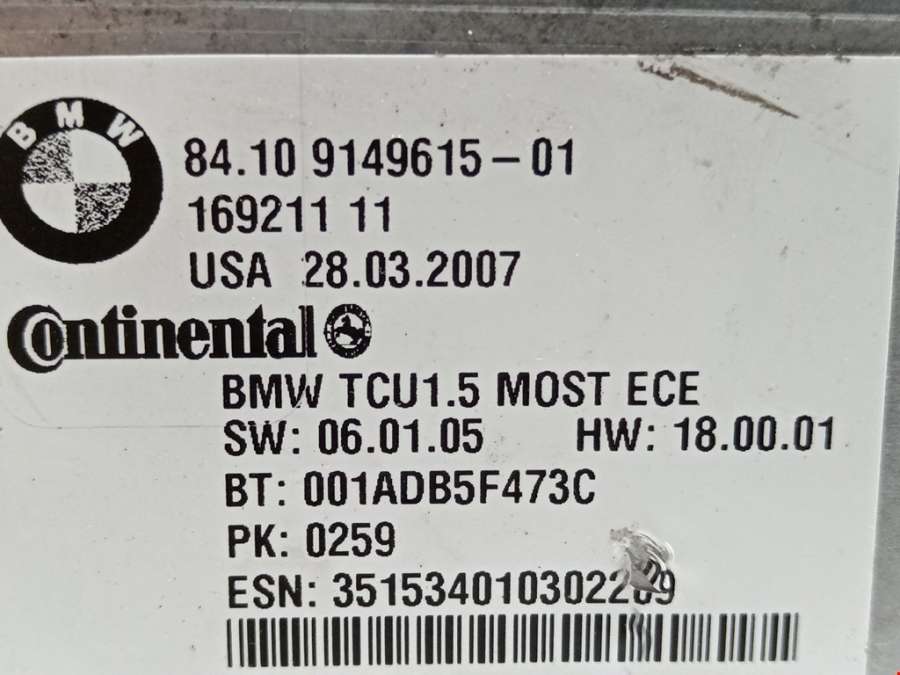 BMW
84.10 9149615-01
169211 11
USA 28.03.2007
Continental
BMW TCU1.5 MOST ECE
SW: 06.01.05 HW: 18.00.01
BT: 001ADB5F473C
PK: 0259
ESN: